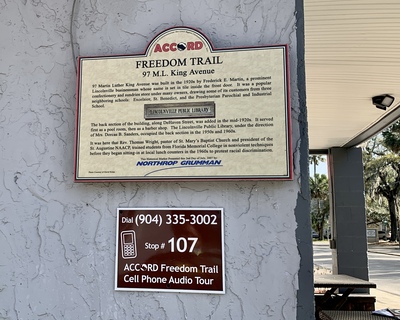 ACCORD
FREEDOM TRAIL
97 M.L. King Avenue
97 Martin Luther King Avenue was built in the 1920s by Frederick E. Martin, a prominent
Lincolnville businessman whose name is set in tile inside the front door. It was a popular
confectionery and sundries store under many owners, drawing some of its customers from three
neighboring schools: Excelsior, St. Benedict, and the Presbyterian Parochial and Industrial
School.
LINCOLNVILLE PUBLIC LIBRARY
The back section of the building, along DeHaven Street, was added in the mid-1920s. It served
first as a pool room, then as a barber shop. The Lincolnville Public Library, under the direction
of Mrs. Dorcas B. Sanders, occupied the back section in the 1950s and 1960s.
It was here that Rev. Thomas Wright, pastor of St. Mary's Baptist Church and president of the
St. Augustine NAACP, trained students from Florida Memorial College in nonviolent techniques
before they began sitting-in at local lunch counters in the 1960s to protest racial discrimination.
NORTHROP GRUMMAN
Dial (904) 335-3002
Stop # 107
ACCORD Freedom Trail
Cell Phone Audio Tour